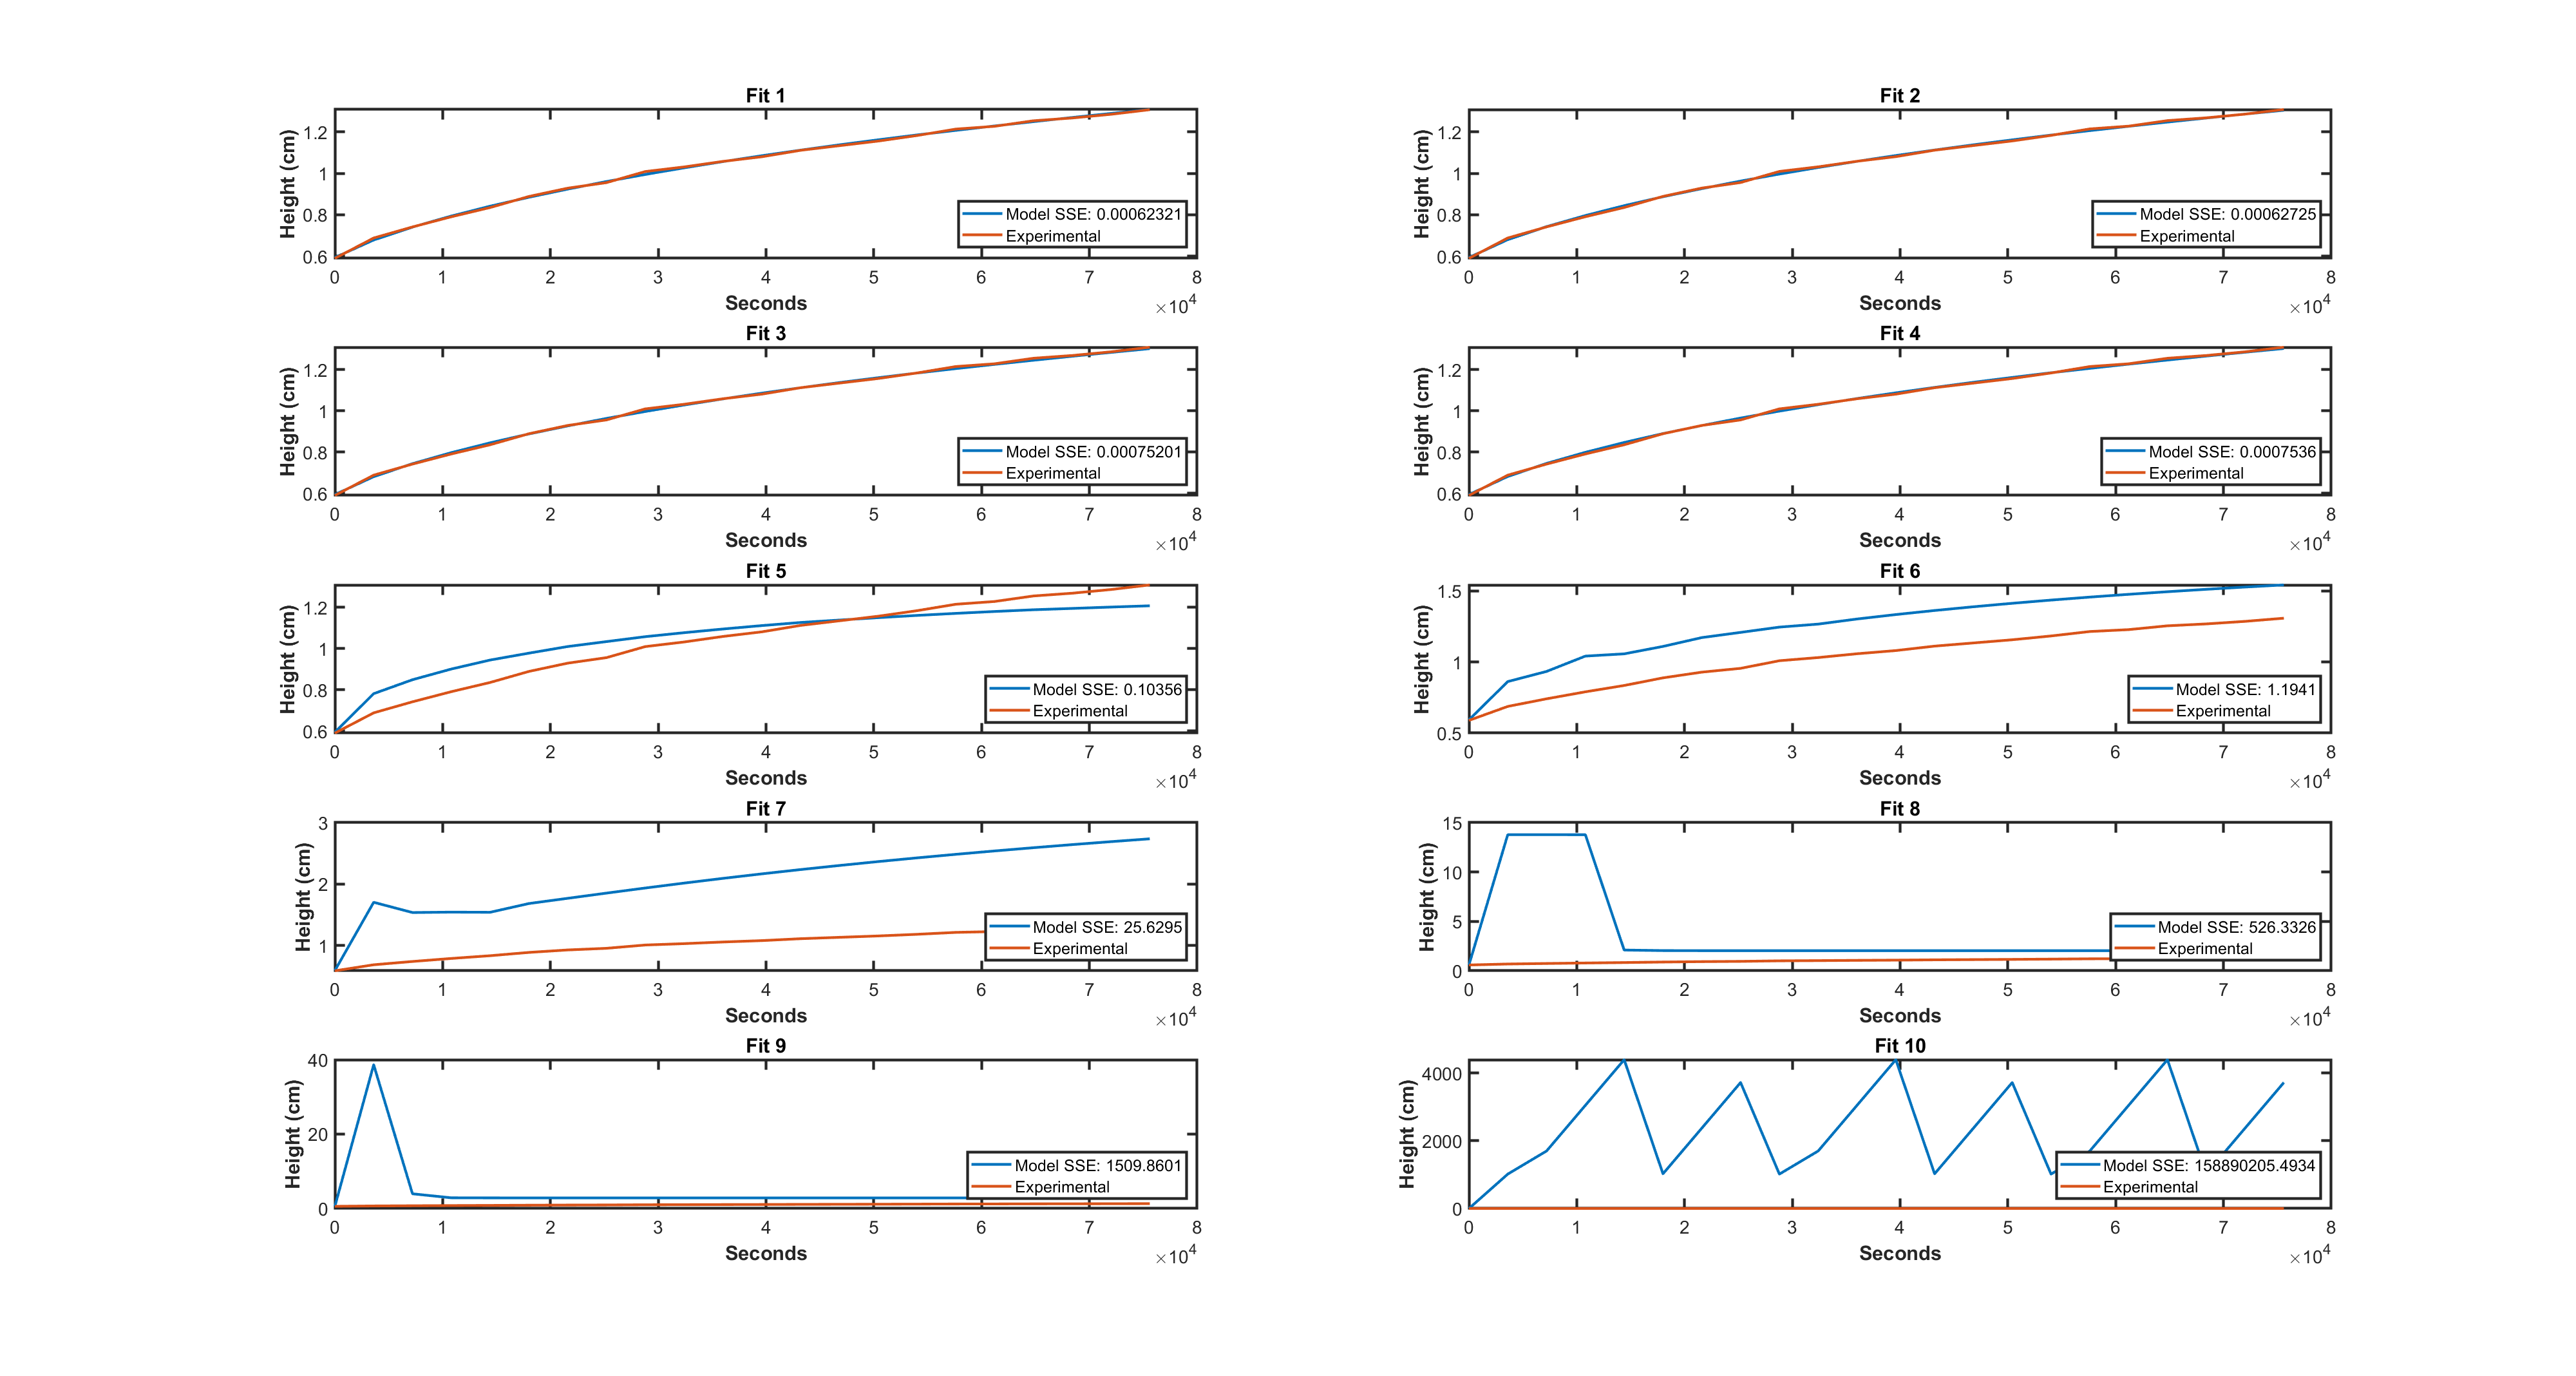 Fit 1
Height (cm)
1.2
1
0.8
0.6
Model SSE: 0.00062321
Experimental
0 1 2 3 4 5 6 7 8
Seconds
×10^4
Fit 2
Height (cm)
1.2
1
0.8
0.6
Model SSE: 0.00062725
Experimental
0 1 2 3 4 5 6 7 8
Seconds
×10^4
Fit 3
Height (cm)
1.2
1
0.8
0.6
Model SSE: 0.00075201
Experimental
0 1 2 3 4 5 6 7 8
Seconds
×10^4
Fit 4
Height (cm)
1.2
1
0.8
0.6
Model SSE: 0.0007536
Experimental
0 1 2 3 4 5 6 7 8
Seconds
×10^4
Fit 5
Height (cm)
1.2
1
0.8
0.6
Model SSE: 0.10356
Experimental
0 1 2 3 4 5 6 7 8
Seconds
×10^4
Fit 6
Height (cm)
1.5
1
0.5
Model SSE: 1.1941
Experimental
0 1 2 3 4 5 6 7 8
Seconds
×10^4
Fit 7
Height (cm)
3
2
1
Model SSE: 25.6295
Experimental
0 1 2 3 4 5 6 7 8
Seconds
×10^4
Fit 8
Height (cm)
15
10
5
0
Model SSE: 526.3326
Experimental
0 1 2 3 4 5 6 7 8
Seconds
×10^4
Fit 9
Height (cm)
40
20
0
Model SSE: 1509.8601
Experimental
0 1 2 3 4 5 6 7 8
Seconds
×10^4
Fit 10
Height (cm)
4000
2000
0
Model SSE: 158890205.4934
Experimental
0 1 2 3 4 5 6 7 8
Seconds
×10^4